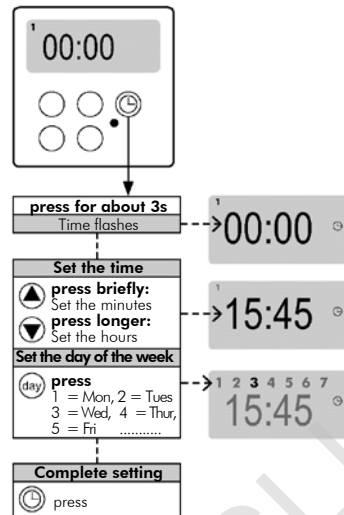 1
00:00
press for about 3s
Time flashes
1
00:00
Set the time
press briefly:
Set the minutes
press longer:
Set the hours
1
15:45
Set the day of the week
day
press
1 = Mon, 2 = Tues
3 = Wed, 4 = Thur,
5 = Fri ...........
1 2 3 4 5 6 7
15:45
Complete setting
press